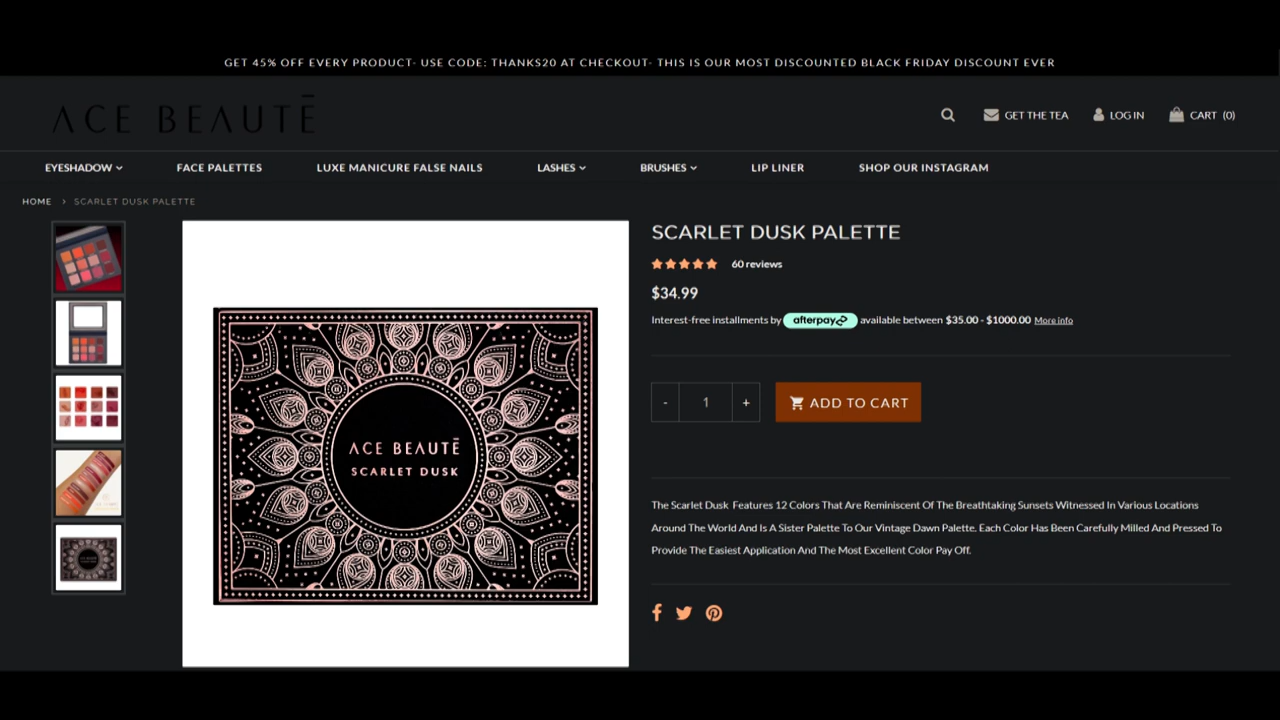 GET 45% OFF EVERY PRODUCT- USE CODE: THANKS20 AT CHECKOUT- THIS IS OUR MOST DISCOUNTED BLACK FRIDAY DISCOUNT EVER
ACE BEAUTĒ
GET THE TEA
LOG IN
CART (0)
EYESHADOW
FACE PALETTES
LUXE MANICURE FALSE NAILS
LASHES
BRUSHES
LIP LINER
SHOP OUR INSTAGRAM
HOME > SCARLET DUSK PALETTE
ACE BEAUTĒ
SCARLET DUSK
SCARLET DUSK PALETTE
60 reviews
$34.99
Interest-free installments by afterpay available between $35.00 - $1000.00 More info
- 1 +
ADD TO CART
The Scarlet Dusk Features 12 Colors That Are Reminiscent Of The Breathtaking Sunsets Witnessed In Various Locations
Around The World And Is A Sister Palette To Our Vintage Dawn Palette. Each Color Has Been Carefully Milled And Pressed To
Provide The Easiest Application And The Most Excellent Color Pay Off.